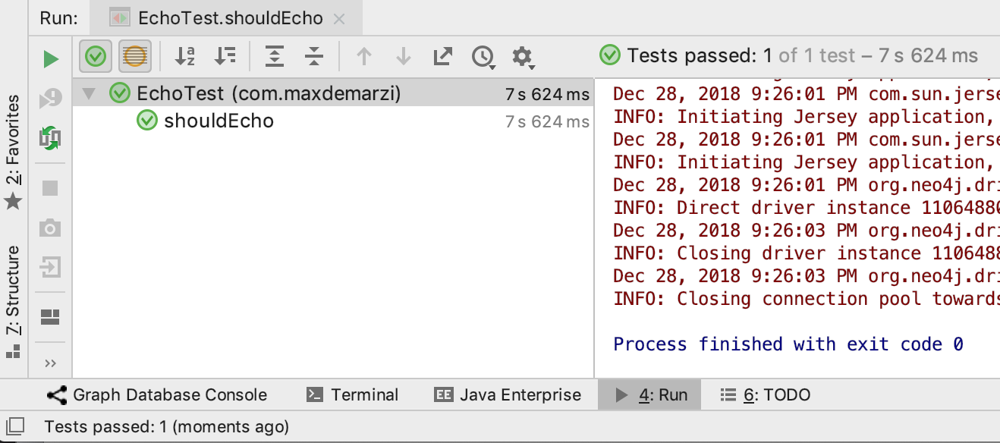 Run: EchoTest.shouldEcho
Tests passed: 1 of 1 test – 7 s 624 ms
EchoTest (com.maxdemarzi) 7 s 624 ms
shouldEcho 7 s 624 ms
Dec 28, 2018 9:26:01 PM com.sun.jerse
INFO: Initiating Jersey application,
Dec 28, 2018 9:26:01 PM com.sun.jerse
INFO: Initiating Jersey application,
Dec 28, 2018 9:26:01 PM org.neo4j.dri
INFO: Direct driver instance 11064880
Dec 28, 2018 9:26:03 PM org.neo4j.dri
INFO: Closing driver instance 1106488
Dec 28, 2018 9:26:03 PM org.neo4j.dri
INFO: Closing connection pool towards
Process finished with exit code 0
2: Favorites
7: Structure
Graph Database Console Terminal Java Enterprise 4: Run 6: TODO
Tests passed: 1 (moments ago)